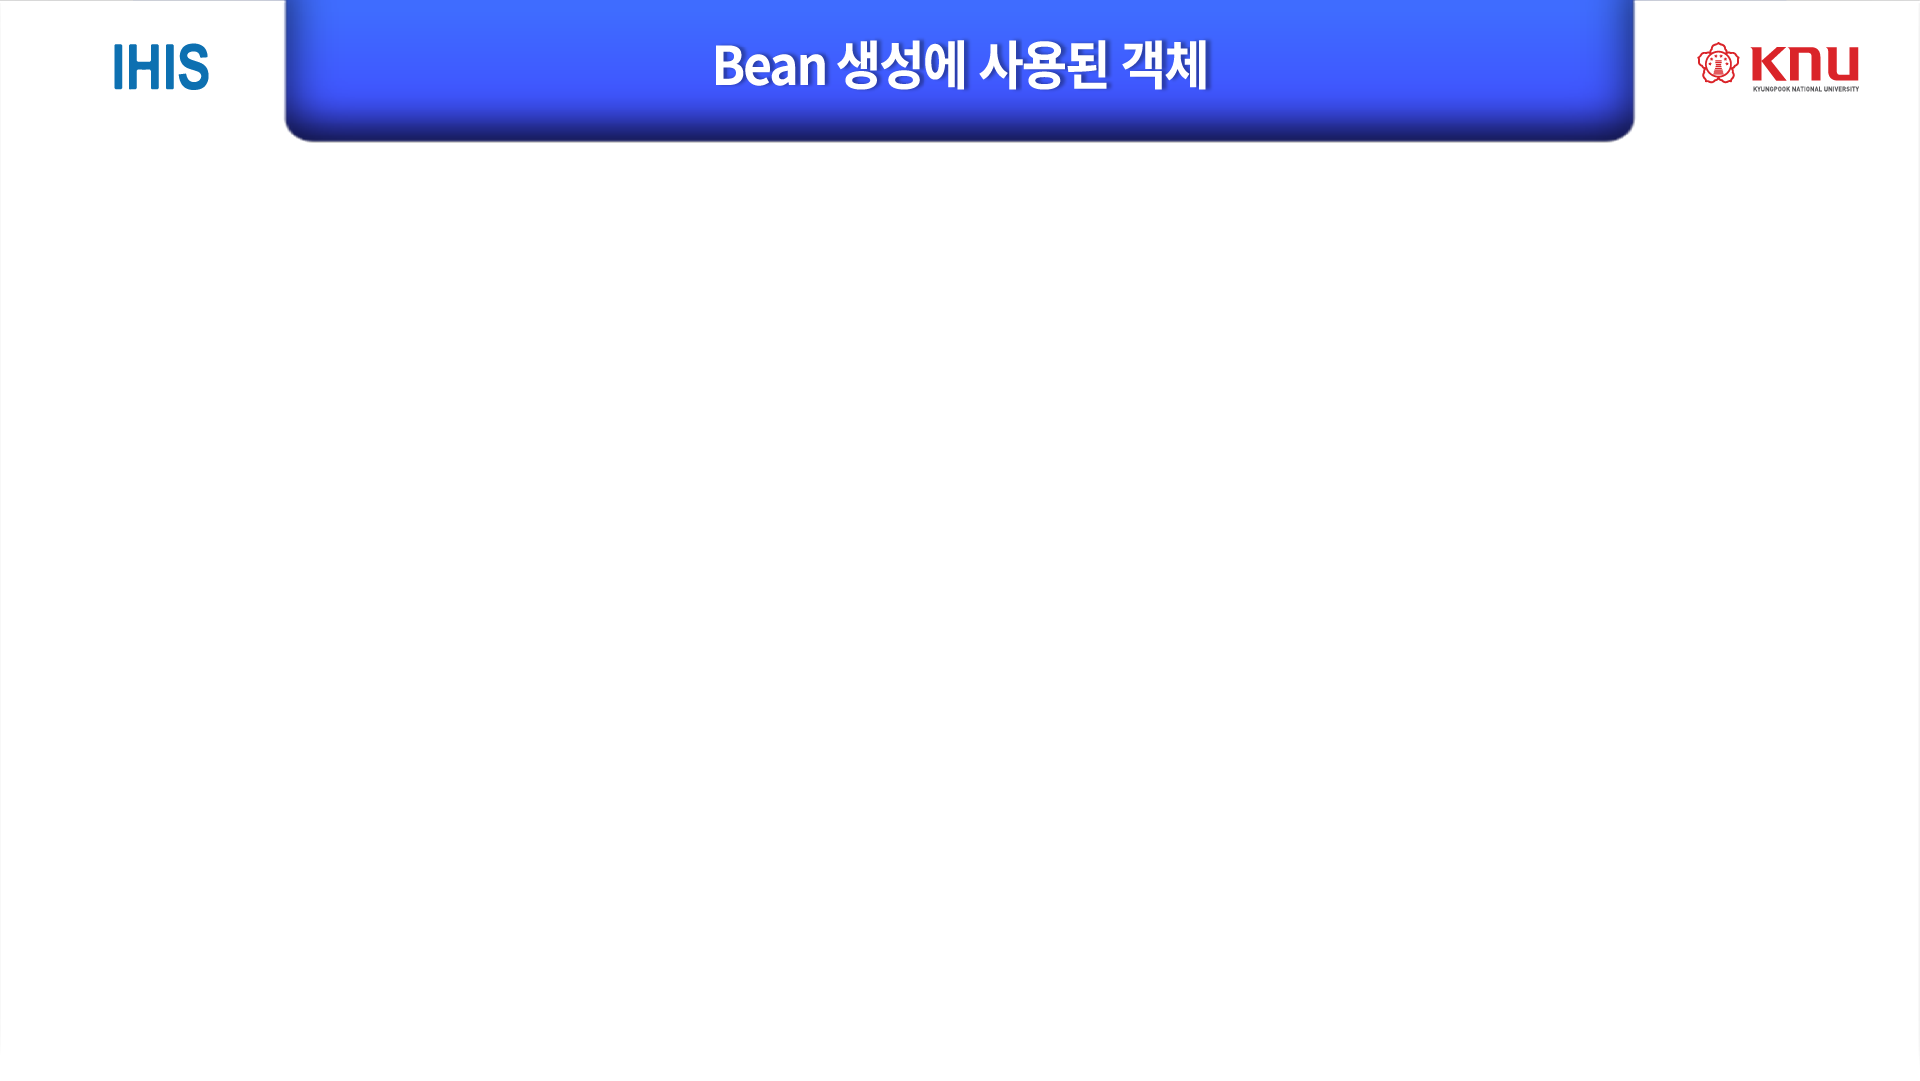 IHIS
Bean 생성에 사용된 객체
KNU
KYUNGPOOK NATIONAL UNIVERSITY